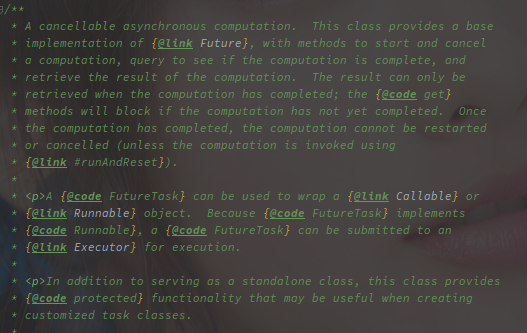 /**
* A cancellable asynchronous computation.  This class provides a base
* implementation of {@link Future}, with methods to start and cancel
* a computation, query to see if the computation is complete, and
* retrieve the result of the computation.  The result can only be
* retrieved when the computation has completed; the {@code get}
* methods will block if the computation has not yet completed.  Once
* the computation has completed, the computation cannot be restarted
* or cancelled (unless the computation is invoked using
* {@link #runAndReset}).
*
* <p>A {@code FutureTask} can be used to wrap a {@link Callable} or
* {@link Runnable} object.  Because {@code FutureTask} implements
* {@code Runnable}, a {@code FutureTask} can be submitted to an
* {@link Executor} for execution.
*
* <p>In addition to serving as a standalone class, this class provides
* {@code protected} functionality that may be useful when creating
* customized task classes.
*